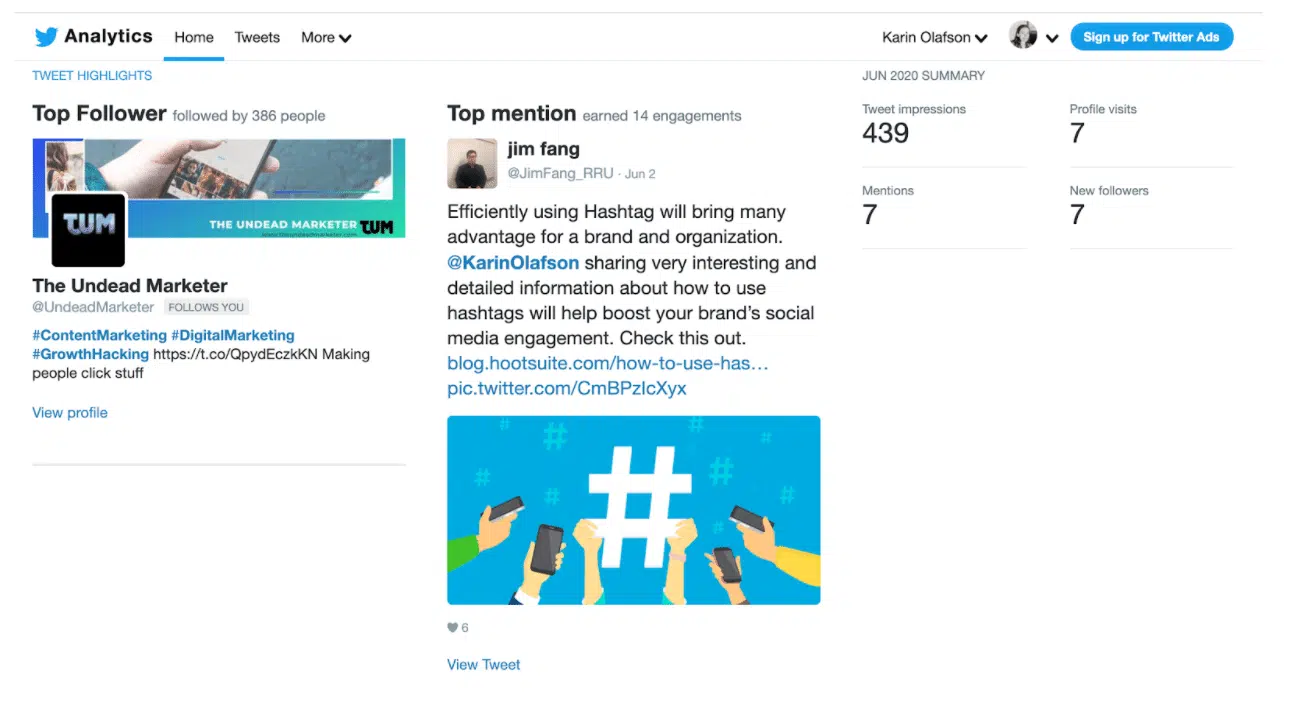 Analytics Home Tweets More Karin Olafson Sign up for Twitter Ads
TWEET HIGHLIGHTS
Top Follower followed by 386 people
TUM
THE UNDEAD MARKETER TUM
The Undead Marketer
@UndeadMarketer FOLLOWS YOU
#ContentMarketing #DigitalMarketing
#GrowthHacking https://t.co/QpydEczkKN Making
people click stuff
View profile
Top mention earned 14 engagements
jim fang
@JimFang_RRU · Jun 2
Efficiently using Hashtag will bring many
advantage for a brand and organization.
@KarinOlafson sharing very interesting and
detailed information about how to use
hashtags will help boost your brand's social
media engagement. Check this out.
blog.hootsuite.com/how-to-use-has…
pic.twitter.com/CmBPzIcXyx
#
6
View Tweet
JUN 2020 SUMMARY
Tweet impressions
439
Profile visits
7
Mentions
7
New followers
7